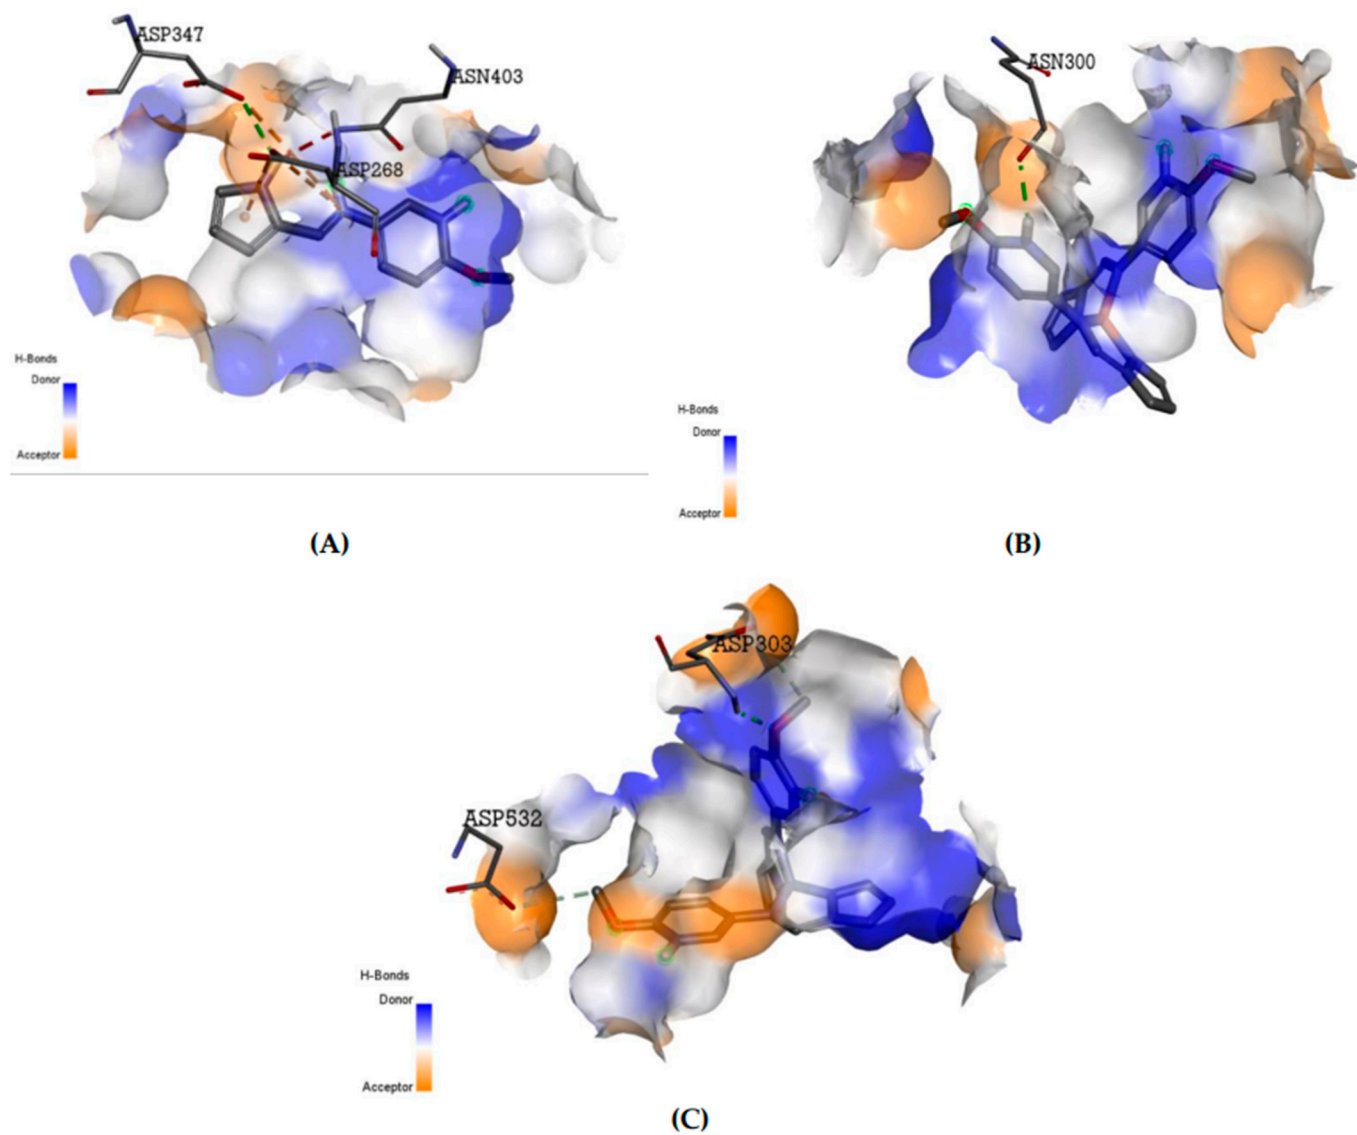 ASP347
ASN403
ASP268
H-Bonds
Donor
Acceptor
(A)
ASN300
H-Bonds
Donor
Acceptor
(B)
ASP303
ASP532
H-Bonds
Donor
Acceptor
(C)